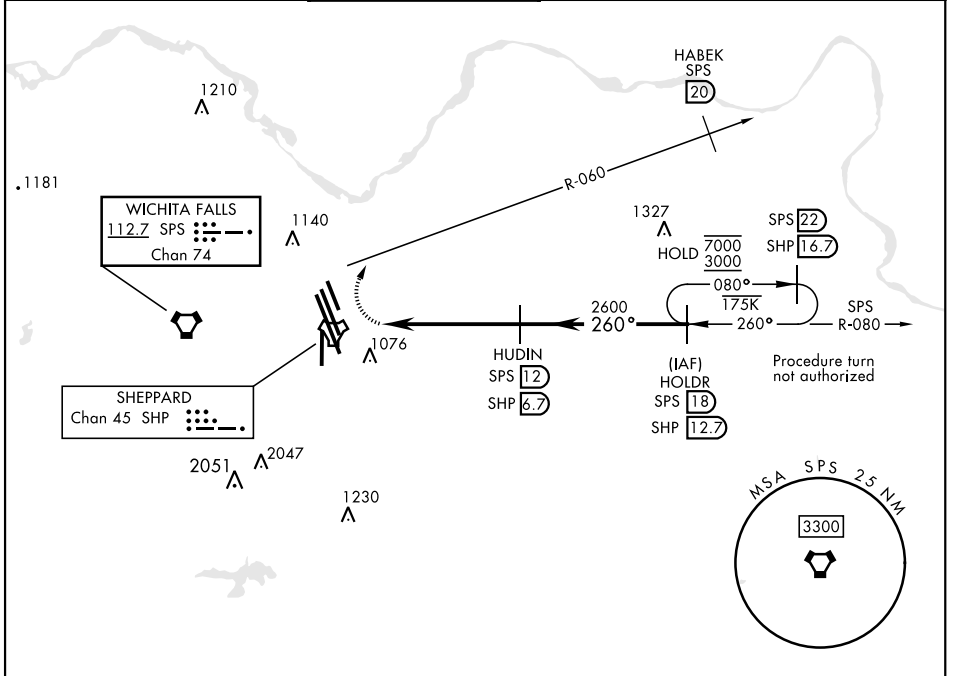 HABEK
SPS
20
1210
.1181
R-060
WICHITA FALLS
112.7 SPS
Chan 74
1140
1327
SPS 22
SHP 16.7
HOLD 7000
3000
080°
175K
2600
260°
260°
SPS
R-080
1076
HUDIN
SPS 12
SHP 6.7
(IAF)
HOLDR
SPS 18
SHP 12.7
Procedure turn
not authorized
SHEPPARD
Chan 45 SHP
2051
2047
1230
MSA SPS 25 NM
3300